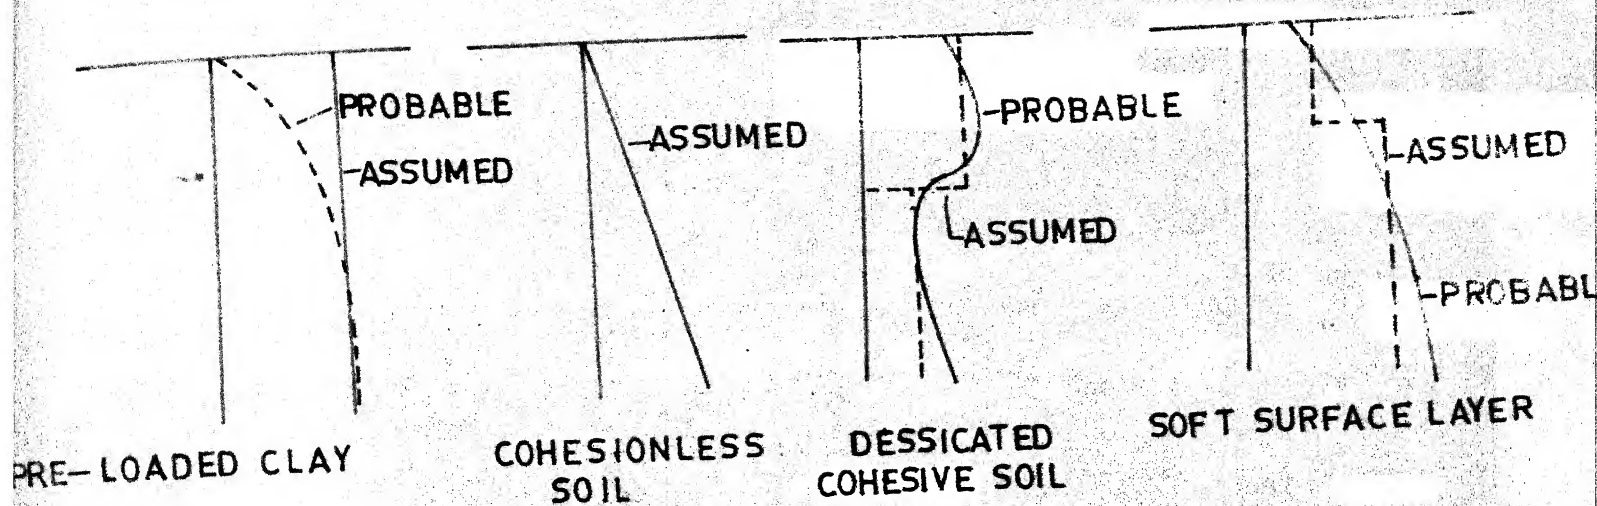 PROBABLE
ASSUMED
PRE-LOADED CLAY
ASSUMED
COHESIONLESS
SOIL
PROBABLE
ASSUMED
DESSICATED
COHESIVE SOIL
ASSUMED
PROBABL
SOFT SURFACE LAYER